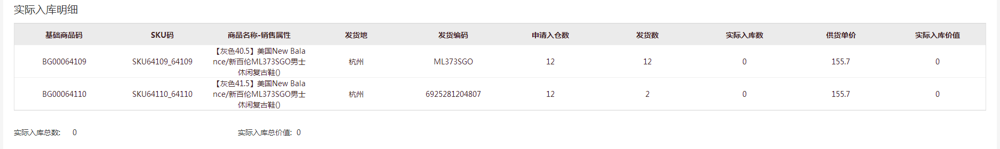 实际入库明细
基础商品码 SKU码 商品名称-销售属性 发货地 发货编码 申请入仓数 发货数 实际入库数 供货单价 实际入库价值
【灰色40.5】美国New Bala
BG00064109 SKU64109_64109 nce/新百伦ML373SGO男士 杭州 ML373SGO 12 12 0 155.7 0
休闲复古鞋()
【灰色41.5】美国New Bala
BG00064110 SKU64110_64110 nce/新百伦ML373SGO男士 杭州 6925281204807 12 2 0 155.7 0
休闲复古鞋()
实际入库总数: 0 实际入库总价值: 0